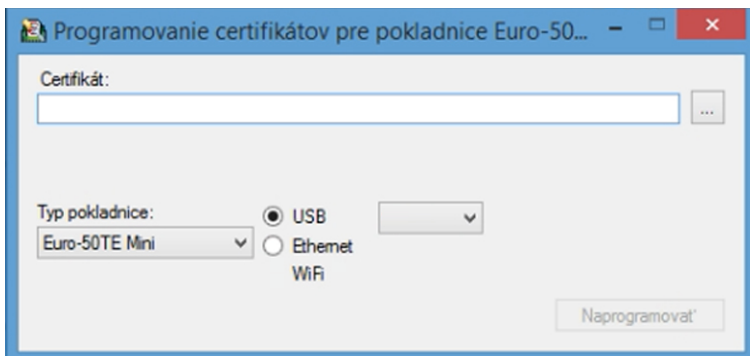 Programovanie certifikátov pre pokladnice Euro-50...
Certifikát:
...
Typ pokladnice:
Euro-50TE Mini
USB
Ethernet
WiFi
Naprogramovať